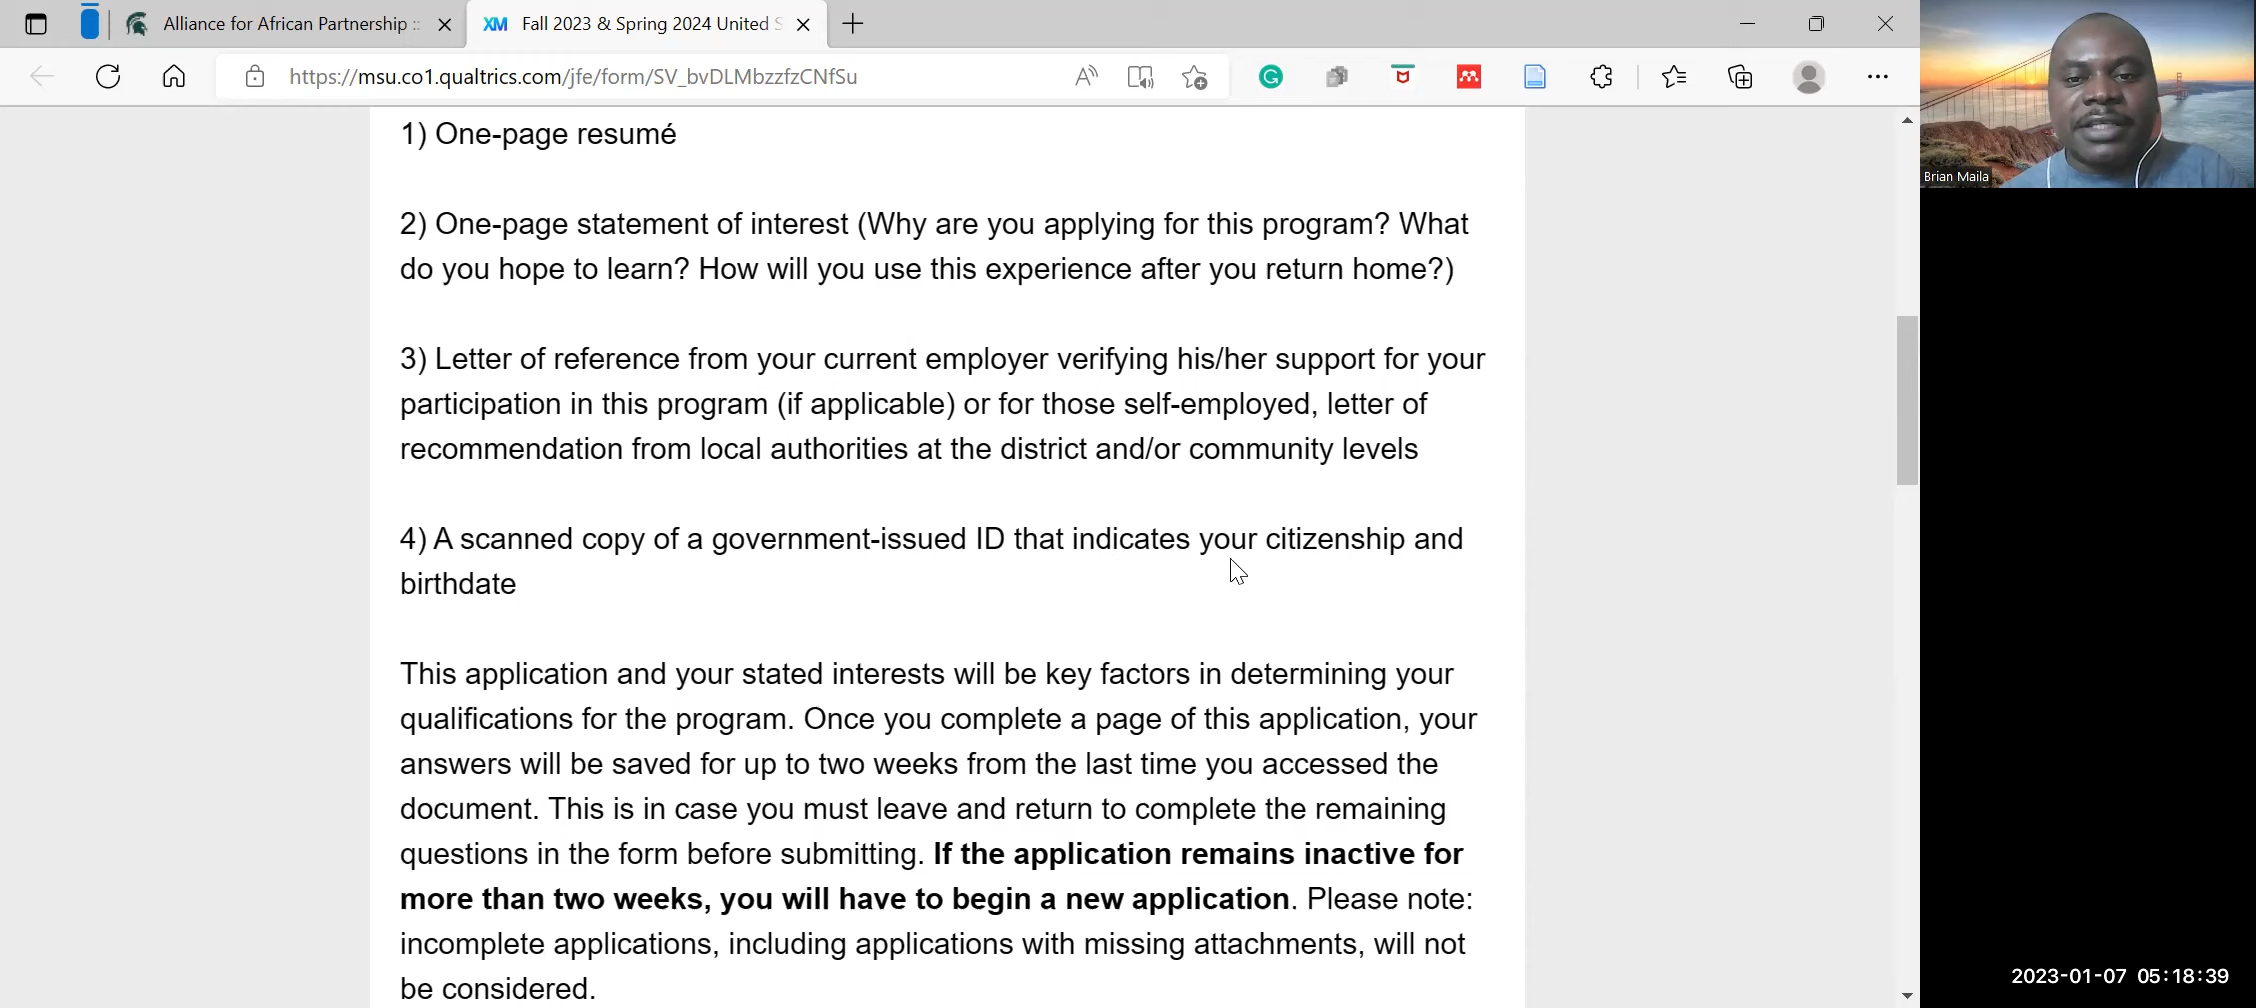 Alliance for African Partnership ::
XM Fall 2023 & Spring 2024 United S
https://msu.co1.qualtrics.com/jfe/form/SV_bvDLMbzzfzCNfSu
1) One-page resumé
2) One-page statement of interest (Why are you applying for this program? What
do you hope to learn? How will you use this experience after you return home?)
3) Letter of reference from your current employer verifying his/her support for your
participation in this program (if applicable) or for those self-employed, letter of
recommendation from local authorities at the district and/or community levels
4) A scanned copy of a government-issued ID that indicates your citizenship and
birthdate
This application and your stated interests will be key factors in determining your
qualifications for the program. Once you complete a page of this application, your
answers will be saved for up to two weeks from the last time you accessed the
document. This is in case you must leave and return to complete the remaining
questions in the form before submitting. If the application remains inactive for
more than two weeks, you will have to begin a new application. Please note:
incomplete applications, including applications with missing attachments, will not
be considered.
Brian Maila
2023-01-07 05:18:39